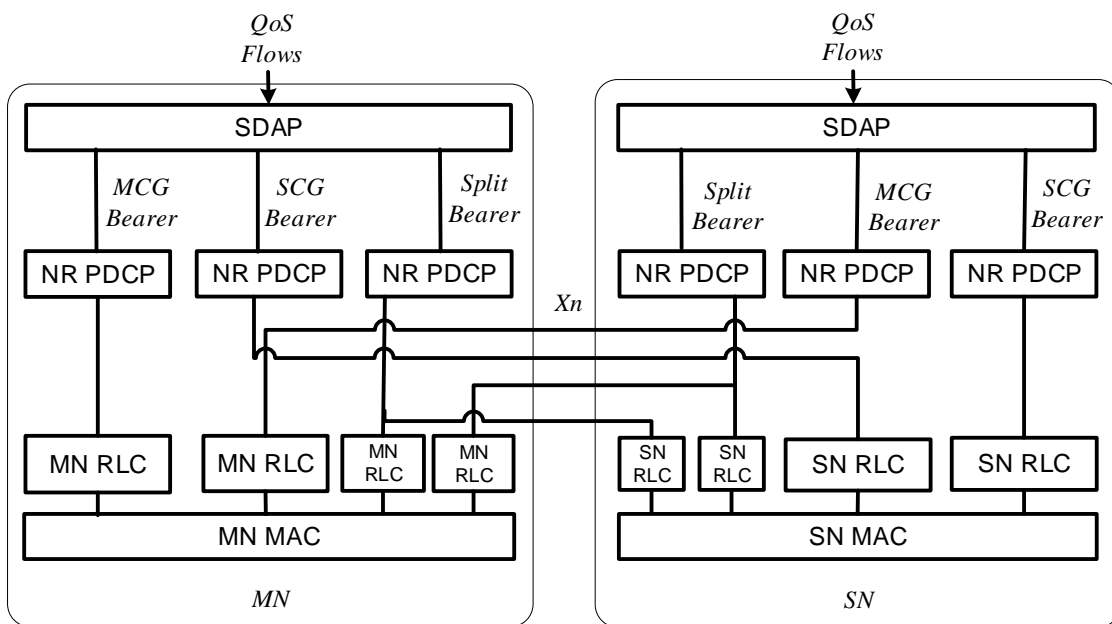 QoS
Flows
QoS
Flows
SDAP
SDAP
MCG
Bearer
SCG
Bearer
Split
Bearer
Split
Bearer
MCG
Bearer
SCG
Bearer
NR PDCP
NR PDCP
NR PDCP
NR PDCP
NR PDCP
NR PDCP
Xn
MN RLC
MN RLC
MN
RLC
MN
RLC
SN
RLC
SN
RLC
SN RLC
SN RLC
MN MAC
SN MAC
MN
SN